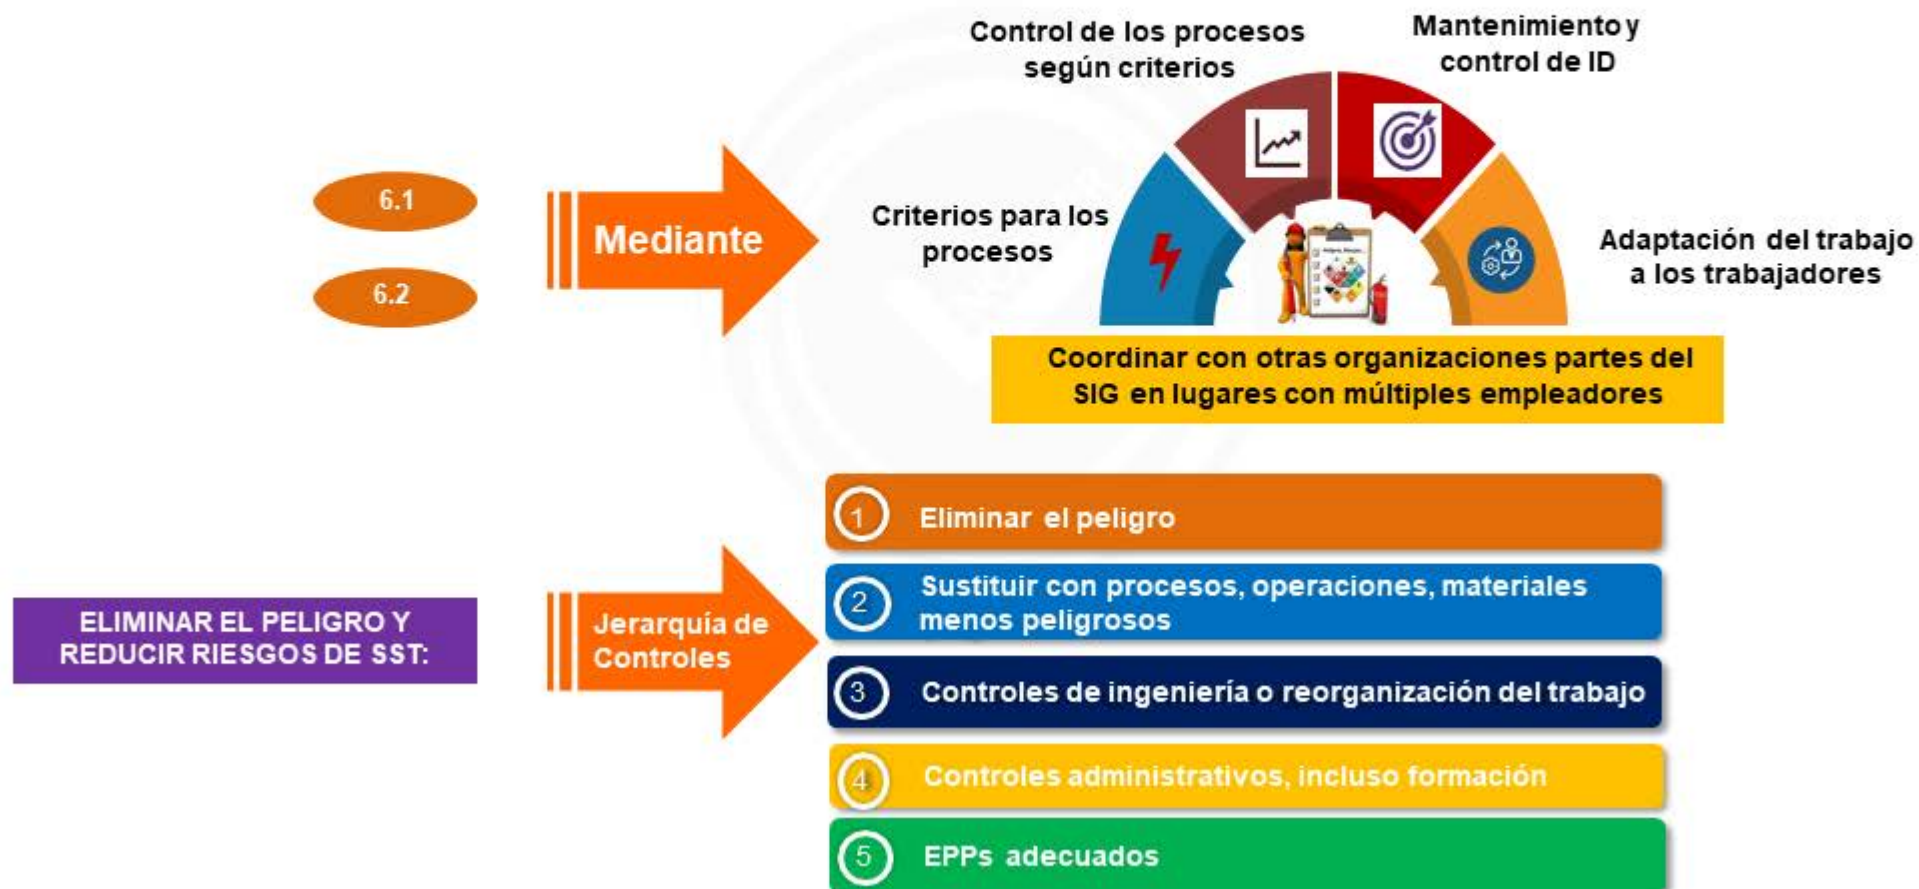 Control de los procesos
según criterios
Mantenimiento y
control de ID
6.1
6.2
Mediante
Criterios para los
procesos
Adaptación del trabajo
a los trabajadores
Coordinar con otras organizaciones partes del
SIG en lugares con múltiples empleadores
ELIMINAR EL PELIGRO Y
REDUCIR RIESGOS DE SST:
Jerarquía de
Controles
1 Eliminar el peligro
2 Sustituir con procesos, operaciones, materiales
menos peligrosos
3 Controles de ingeniería o reorganización del trabajo
4 Controles administrativos, incluso formación
5 EPPs adecuados